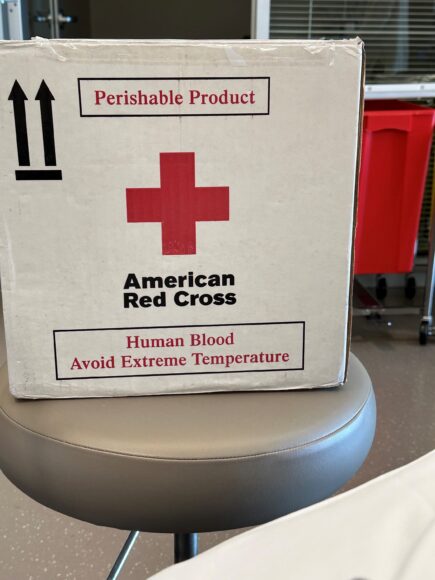 Perishable Product
American
Red Cross
Human Blood
Avoid Extreme Temperature